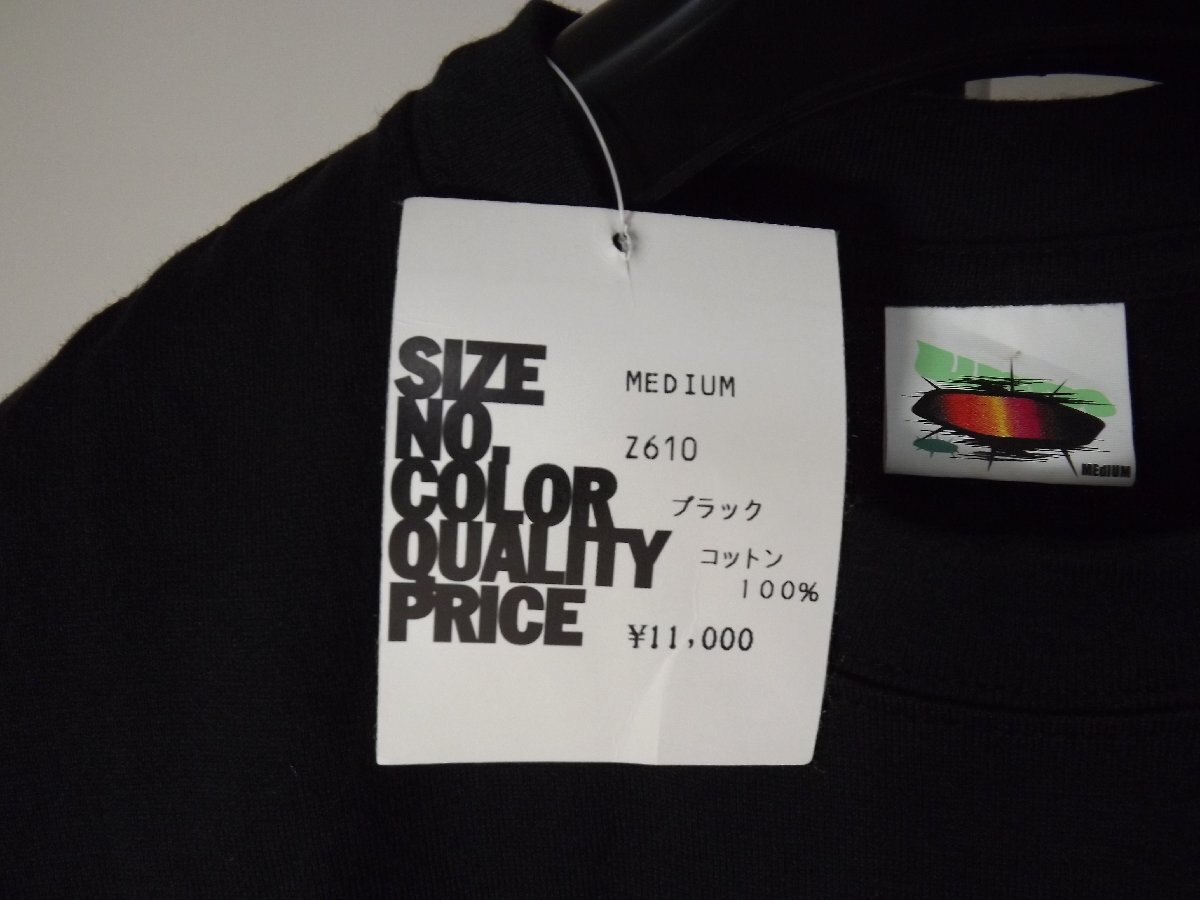 SIZE MEDIUM
NO. Z610
COLOR ブラック
QUALITY コットン
100%
PRICE ¥11,000
MEdIUM